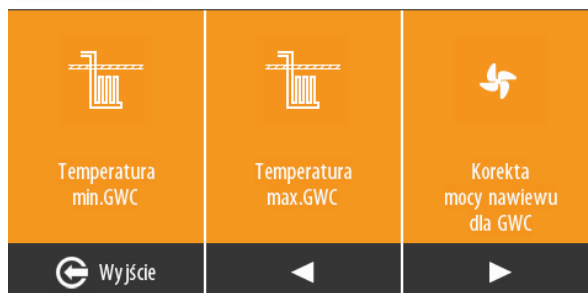 Temperatura
min.GWC
Temperatura
max.GWC
Korekta
mocy nawiewu
dla GWC
Wyjście